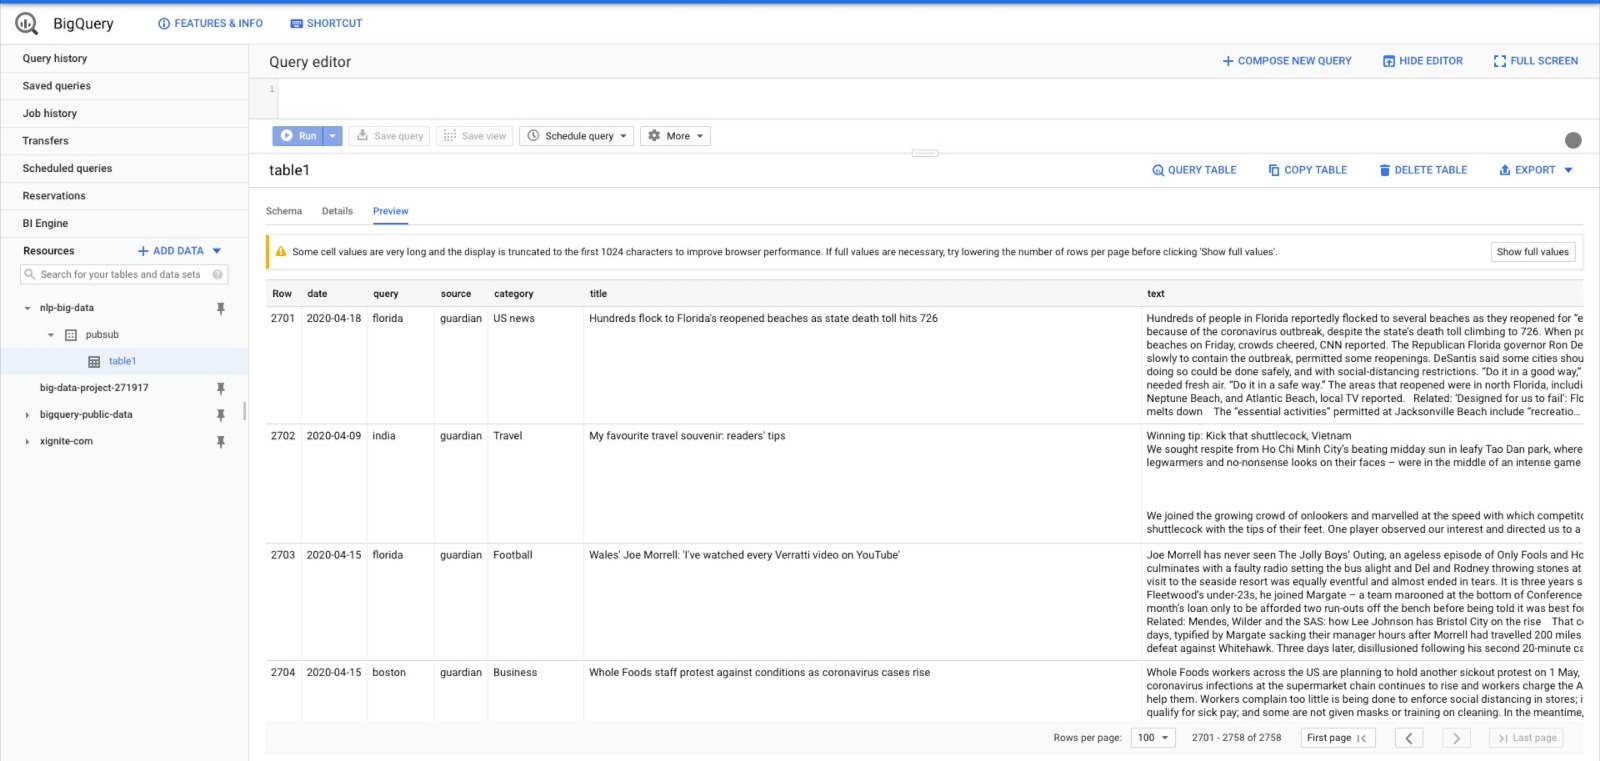 BigQuery
FEATURES & INFO
SHORTCUT
Query history
Saved queries
Job history
Transfers
Scheduled queries
Reservations
BI Engine
Resources
ADD DATA
Search for your tables and data sets
nlp-big-data
pubsub
table1
big-data-project-271917
bigquery-public-data
xignite-com
Query editor
COMPOSE NEW QUERY
HIDE EDITOR
FULL SCREEN
1
Run
Save query
Save view
Schedule query
More
table1
QUERY TABLE
COPY TABLE
DELETE TABLE
EXPORT
Schema
Details
Preview
Some cell values are very long and the display is truncated to the first 1024 characters to improve browser performance. If full values are necessary, try lowering the number of rows per page before clicking 'Show full values'.
Show full values
Row date query source category title text
2701 2020-04-18 florida guardian US news Hundreds flock to Florida's reopened beaches as state death toll hits 726
Hundreds of people in Florida reportedly flocked to several beaches as they reopened for “e
because of the coronavirus outbreak, despite the state’s death toll climbing to 726. When po
beaches on Friday, crowds cheered, CNN reported. The Republican Florida governor Ron De
slowly to contain the outbreak, permitted some reopenings. DeSantis said some cities shou
doing so could be done safely, and with social-distancing restrictions. “Do it in a good way,”
needed fresh air. “Do it in a safe way.” The areas that reopened were in north Florida, includi
Neptune Beach, and Atlantic Beach, local TV reported. Related: ‘Designed for us to fail’: Flo
melts down The “essential activities” permitted at Jacksonville Beach include “recreatio...
2702 2020-04-09 india guardian Travel My favourite travel souvenir: readers' tips
Winning tip: Kick that shuttlecock, Vietnam
We sought respite from Ho Chi Minh City’s beating midday sun in leafy Tao Dan park, where
legwarmers and no-nonsense looks on their faces – were in the middle of an intense game
We joined the growing crowd of onlookers and marvelled at the speed with which competito
shuttlecock with the tips of their feet. One player observed our interest and directed us to a
2703 2020-04-15 florida guardian Football Wales' Joe Morrell: 'I've watched every Verratti video on YouTube'
Joe Morrell has never seen The Jolly Boys’ Outing, an ageless episode of Only Fools and Ho
culminates with a faulty radio setting the bus alight and Del and Rodney throwing stones at
visit to the seaside resort was equally eventful and almost ended in tears. It is three years s
Fleetwood’s under-23s, he joined Margate – a team marooned at the bottom of Conference
month’s loan only to be afforded two run-outs off the bench before being told it was best for
Related: Mendes, Wilder and the SAS: how Lee Johnson has Bristol City on the rise That co
days, typified by Margate sacking their manager hours after Morrell had travelled 200 miles
defeat against Whitehawk. Three days later, disillusioned following his second 20-minute ca
2704 2020-04-15 boston guardian Business Whole Foods staff protest against conditions as coronavirus cases rise
Whole Foods workers across the US are planning to hold another sickout protest on 1 May,
coronavirus infections at the supermarket chain continues to rise and workers charge the A
help them. Workers complain too little is being done to enforce social distancing in stores; i
qualify for sick pay; and some are not given masks or training on cleaning. In the meantime,
Rows per page: 100 2701 - 2758 of 2758 First page Last page